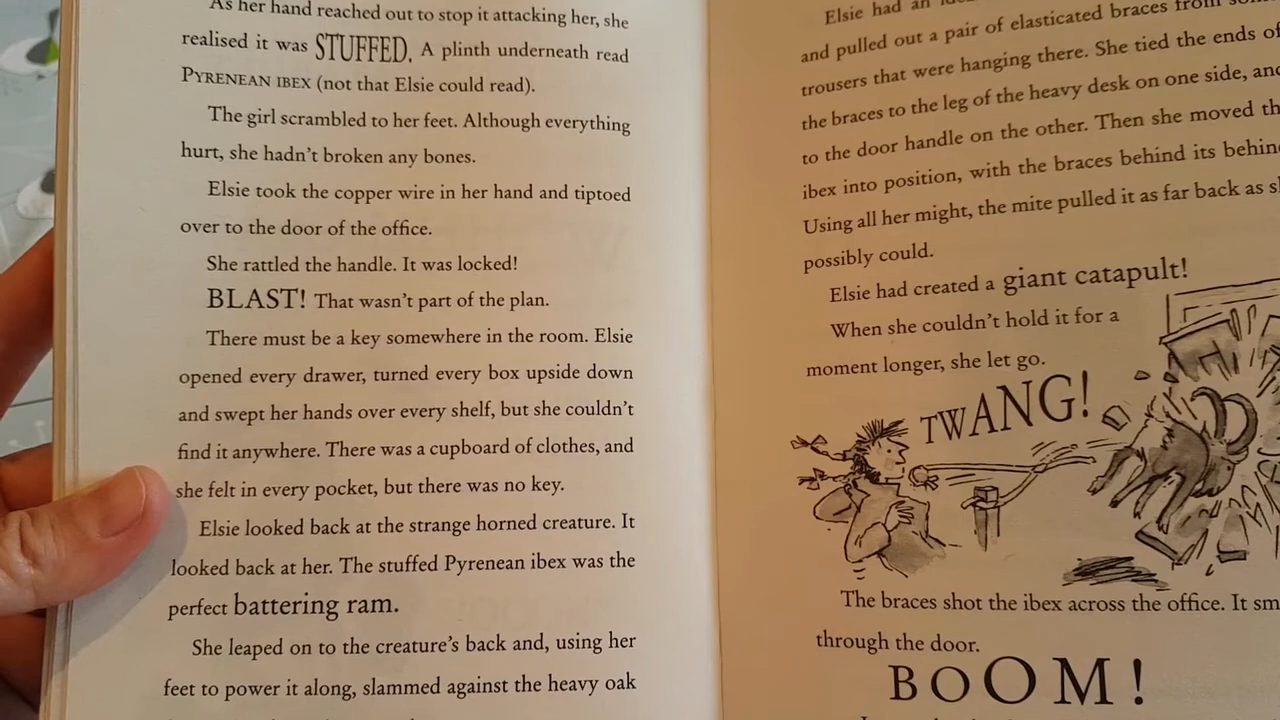 As her hand reached out to stop it attacking her, she
realised it was STUFFED. A plinth underneath read
PYRENEAN IBEX (not that Elsie could read).
The girl scrambled to her feet. Although everything
hurt, she hadn't broken any bones.
Elsie took the copper wire in her hand and tiptoed
over to the door of the office.
She rattled the handle. It was locked!
BLAST! That wasn't part of the plan.
There must be a key somewhere in the room. Elsie
opened every drawer, turned every box upside down
and swept her hands over every shelf, but she couldn't
find it anywhere. There was a cupboard of clothes, and
she felt in every pocket, but there was no key.
Elsie looked back at the strange horned creature. It
looked back at her. The stuffed Pyrenean ibex was the
perfect battering ram.
She leaped on to the creature's back and, using her
feet to power it along, slammed against the heavy oak
Elsie had an
and pulled out a pair of elasticated braces from
trousers that were hanging there. She tied the ends of
the braces to the leg of the heavy desk on one side, and
to the door handle on the other. Then she moved
ibex into position, with the braces behind its
Using all her might, the mite pulled it as far back as
possibly could.
Elsie had created a giant catapult!
When she couldn't hold it for a
moment longer, she let go.
TWANG!
The braces shot the ibex across the office. It
through the door.
BOOM!